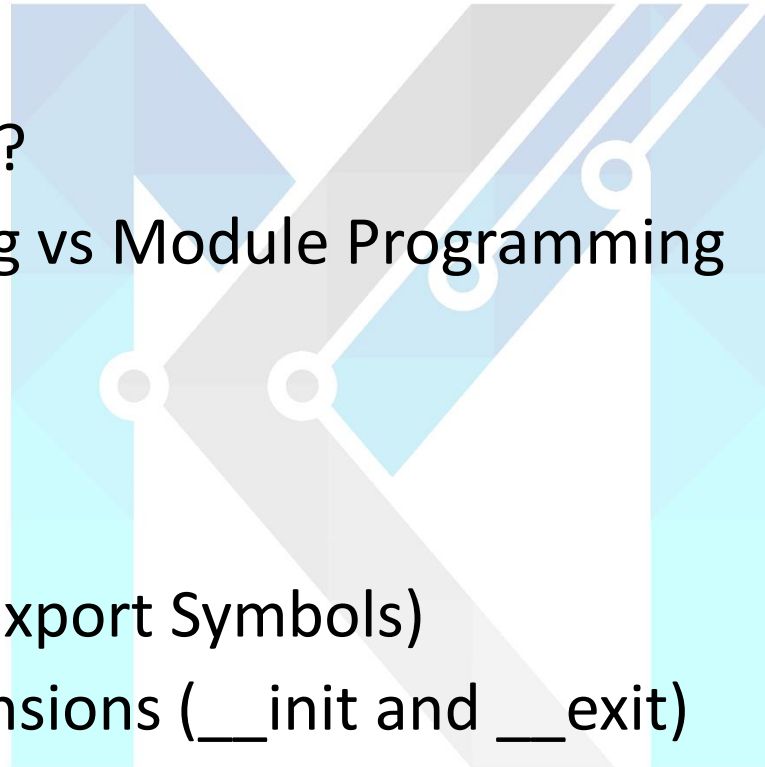 ?
g vs Module Programming
xport Symbols)
nsions (__init and __exit)